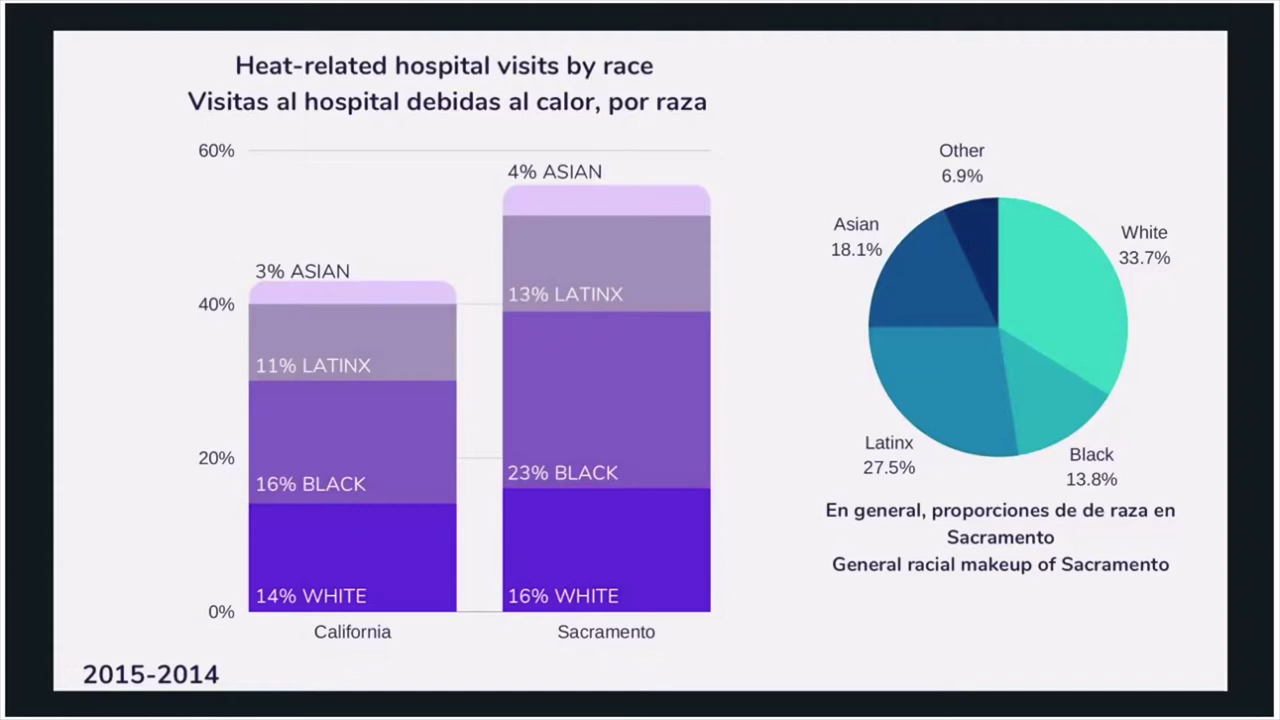 Heat-related hospital visits by race
Visitas al hospital debidas al calor, por raza
60%
40%
20%
0%
3% ASIAN
11% LATINX
16% BLACK
14% WHITE
California
4% ASIAN
13% LATINX
23% BLACK
16% WHITE
Sacramento
2015-2014
Other
6.9%
White
33.7%
Asian
18.1%
Latinx
27.5%
Black
13.8%
En general, proporciones de de raza en
Sacramento
General racial makeup of Sacramento